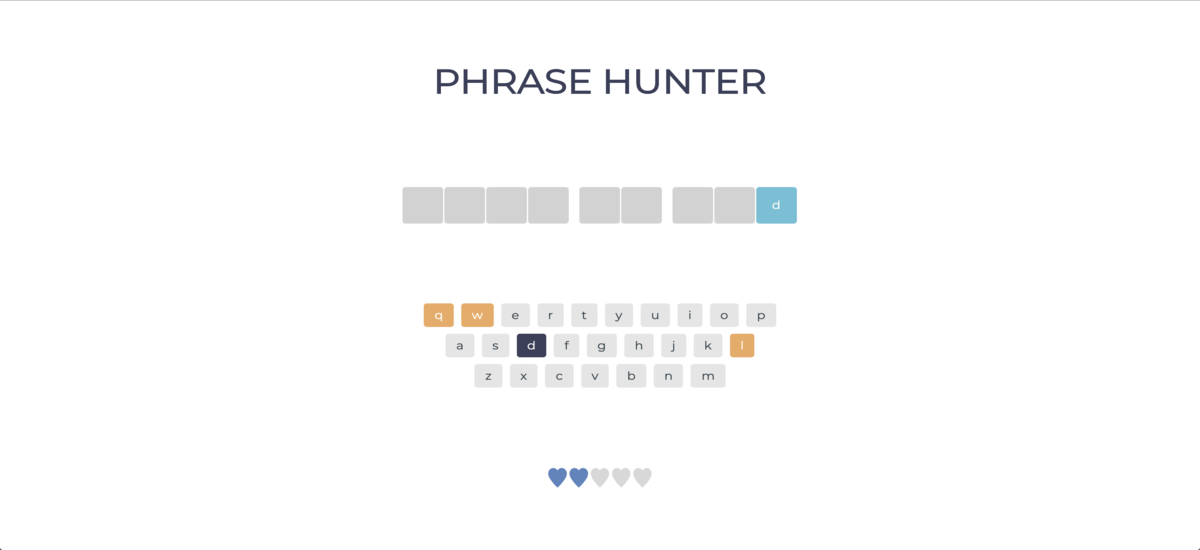 PHRASE HUNTER
d
q w e r t y u i o p
a s d f g h j k l
z x c v b n m